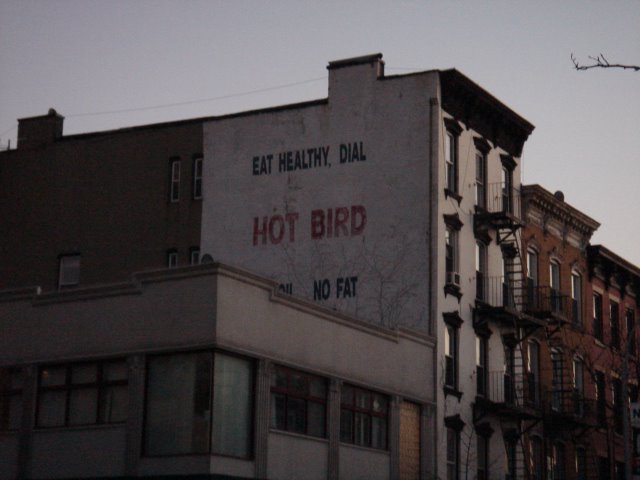 EAT HEALTHY, DIAL
HOT BIRD
NO FAT